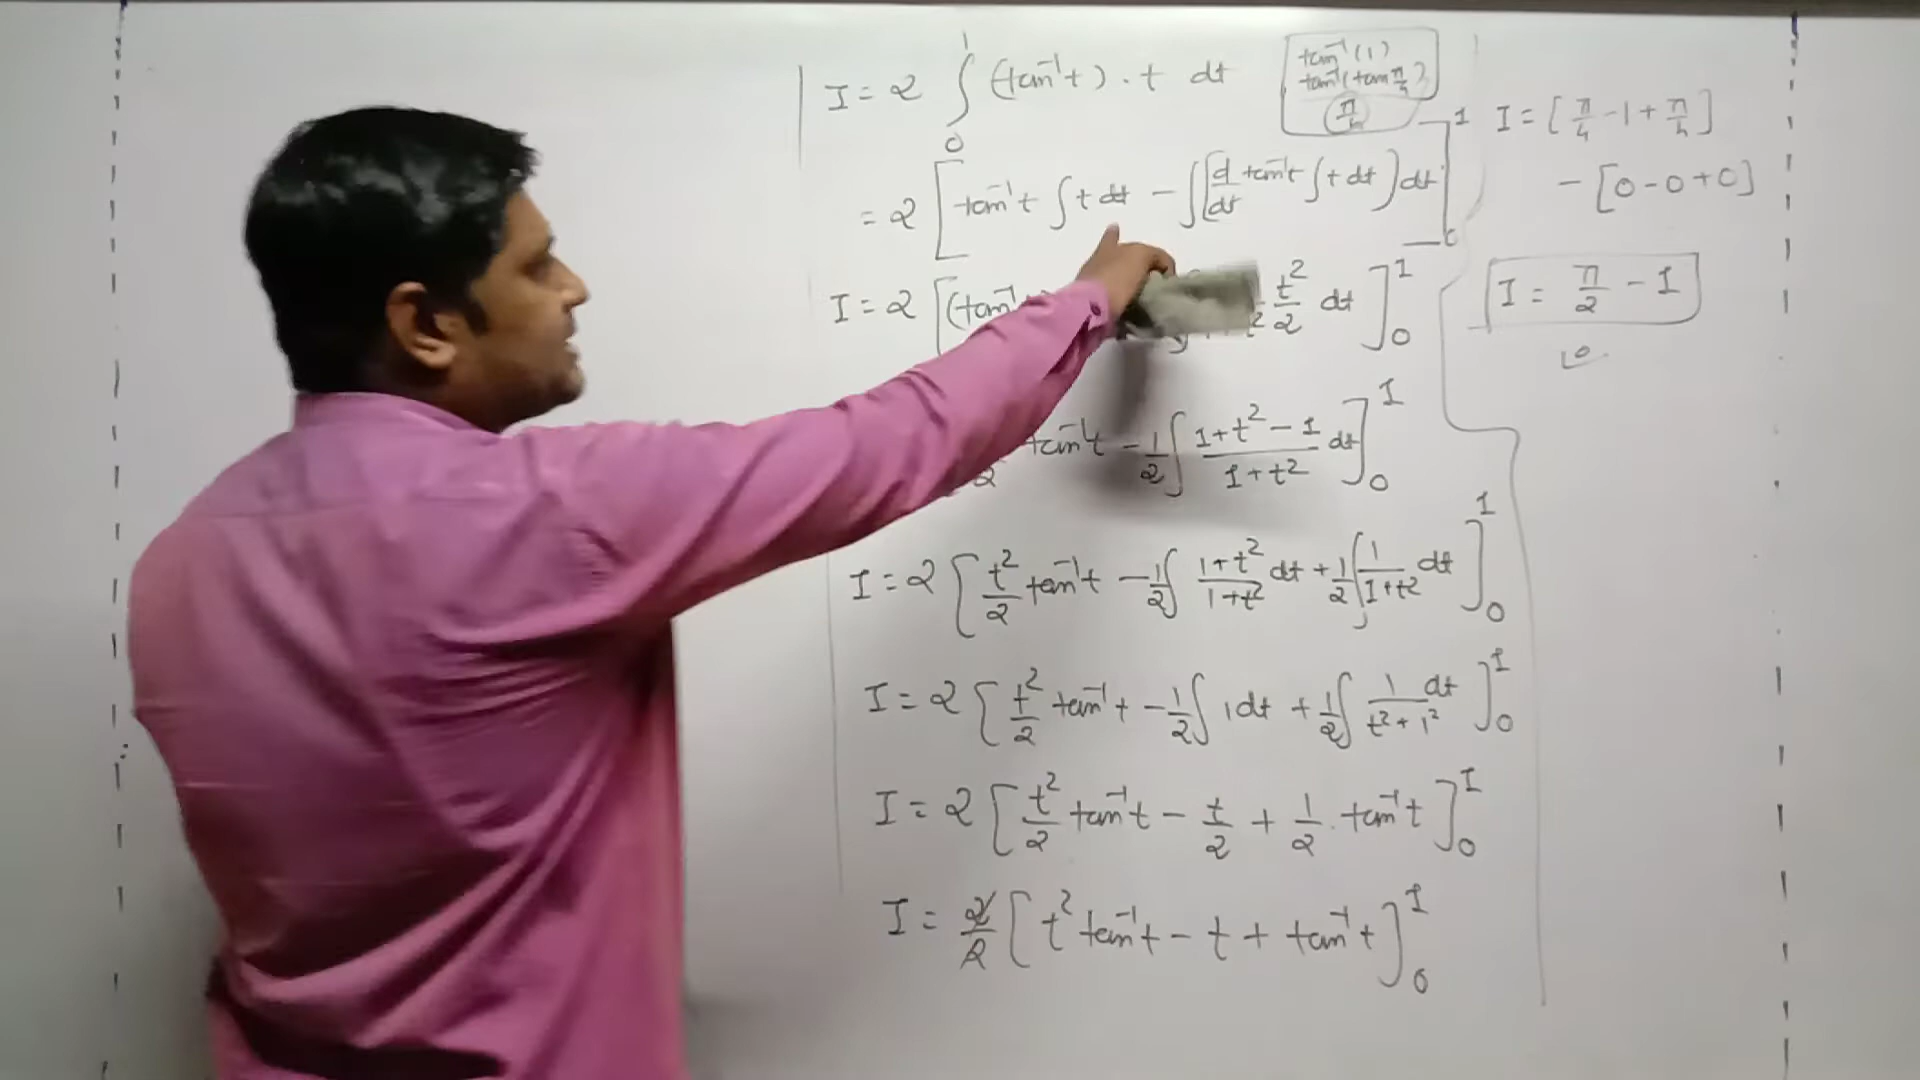 I = 2 ∫₀¹ (tan⁻¹t) . t dt
= 2 [ tan⁻¹t ∫ t dt − ∫ [ d/dt tan⁻¹t ∫ t dt ) dt ]₀¹
I = 2 [ (tan⁻¹ t²/2 dt ]₀¹
tan⁻¹t − 1/2 ∫ (1+t²−1)/(1+t²) dt ]₀¹
I = 2 [ t²/2 tan⁻¹t − 1/2 ∫ (1+t²)/(1+t²) dt + 1/2 ∫ 1/(1+t²) dt ]₀¹
I = 2 [ t²/2 tan⁻¹t − 1/2 ∫ 1 dt + 1/2 ∫ 1/(t²+1²) dt ]₀¹
I = 2 [ t²/2 tan⁻¹t − t/2 + 1/2 . tan⁻¹t ]₀¹
I = 2/2 [ t² tan⁻¹t − t + tan⁻¹t ]₀¹
tan⁻¹(1)
tan⁻¹(tan π/4)
π/4
I = [ π/4 − 1 + π/4 ]
− [0 − 0 + 0]
I = π/2 − 1